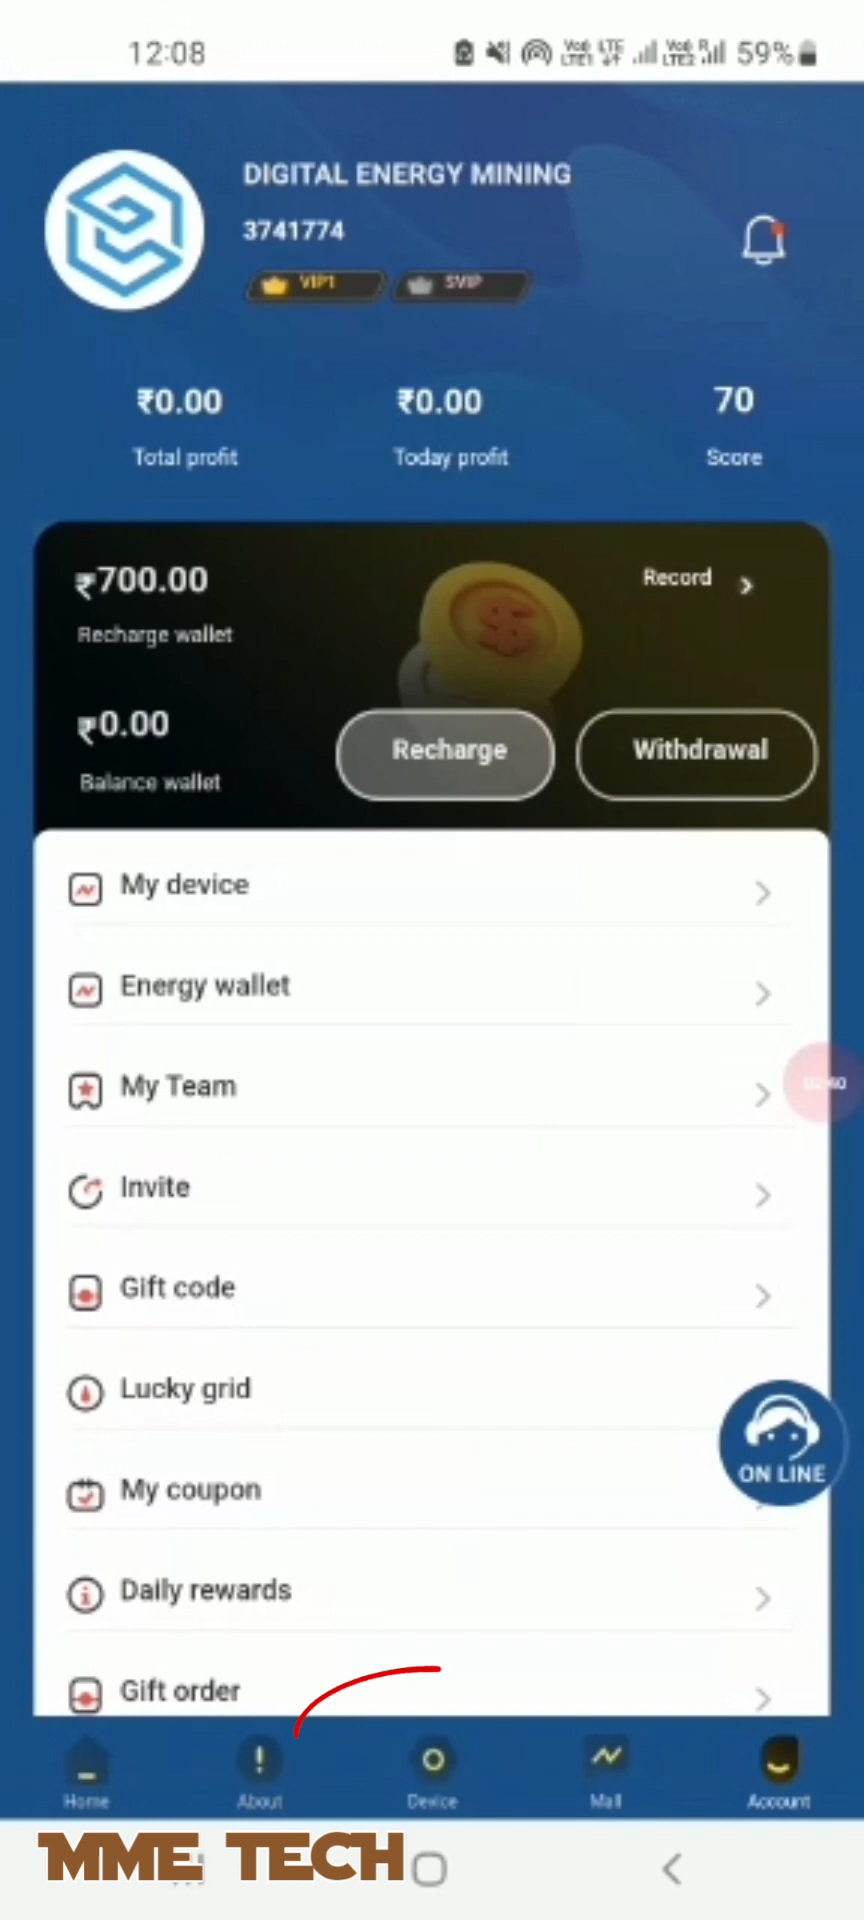 12:08
59%
DIGITAL ENERGY MINING
3741774
VIP1 SVIP
₹0.00 ₹0.00 70
Total profit Today profit Score
₹700.00
Record
Recharge wallet
₹0.00
Recharge Withdrawal
Balance wallet
My device
Energy wallet
My Team
Invite
Gift code
Lucky grid
ON LINE
My coupon
Daily rewards
Gift order
Home About Device Mall Account
MME TECH